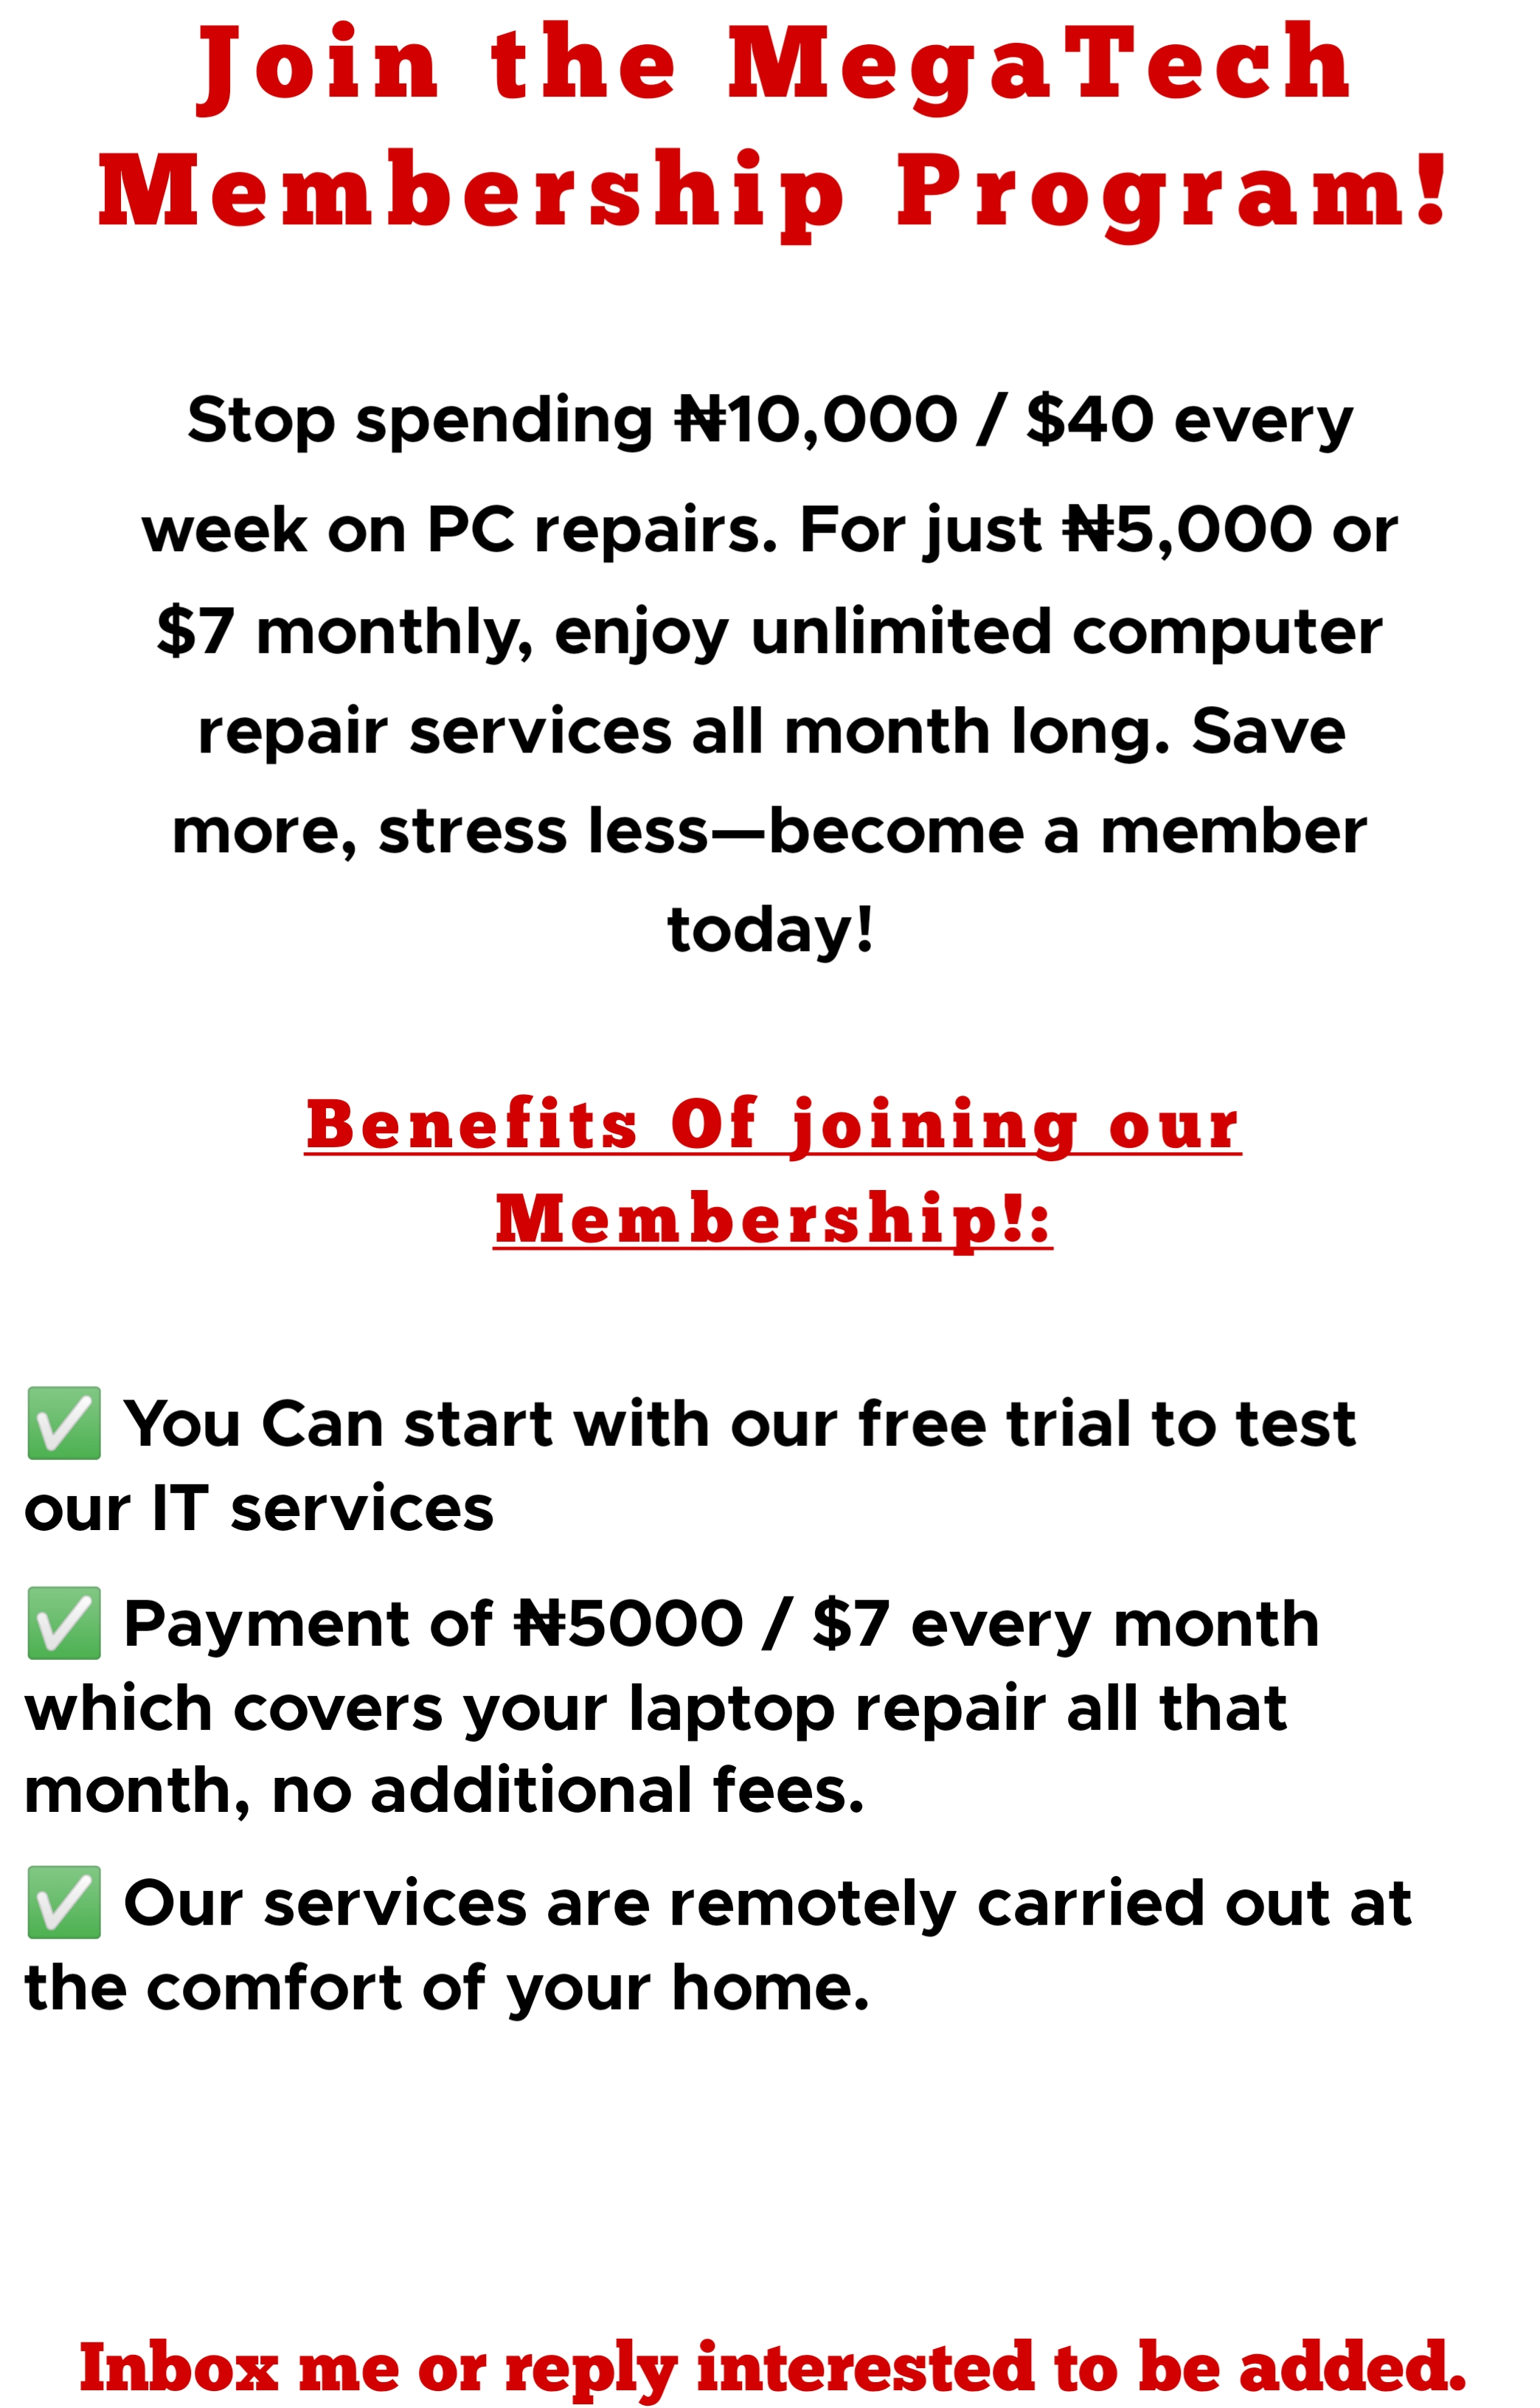 Join the MegaTech
Membership Program!
Stop spending ₦10,000 / $40 every
week on PC repairs. For just ₦5,000 or
$7 monthly, enjoy unlimited computer
repair services all month long. Save
more, stress less—become a member
today!
Benefits Of joining our
Membership!:
✅ You Can start with our free trial to test
our IT services
✅ Payment of ₦5000 / $7 every month
which covers your laptop repair all that
month, no additional fees.
✅ Our services are remotely carried out at
the comfort of your home.
Inbox me or reply interested to be added.